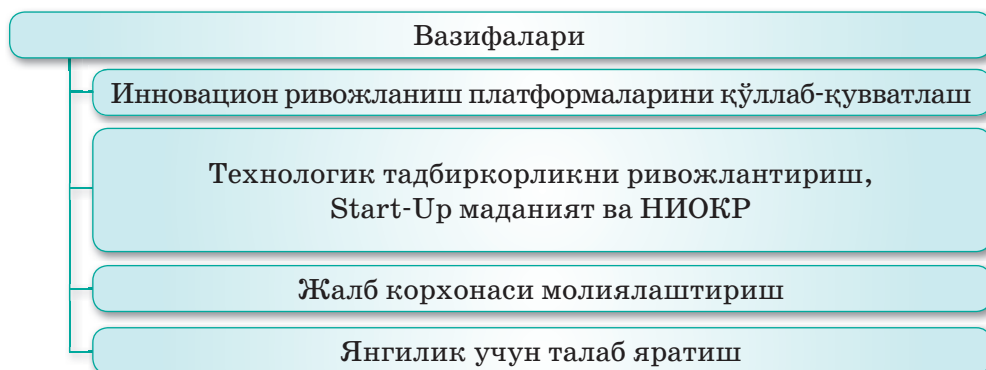 Вазифалари
Инновацион ривожланиш платформаларини қўллаб-қувватлаш
Технологик тадбиркорликни ривожлантириш,
Start-Up маданият ва НИОКР
Жалб корхонаси молиялаштириш
Янгилик учун талаб яратиш